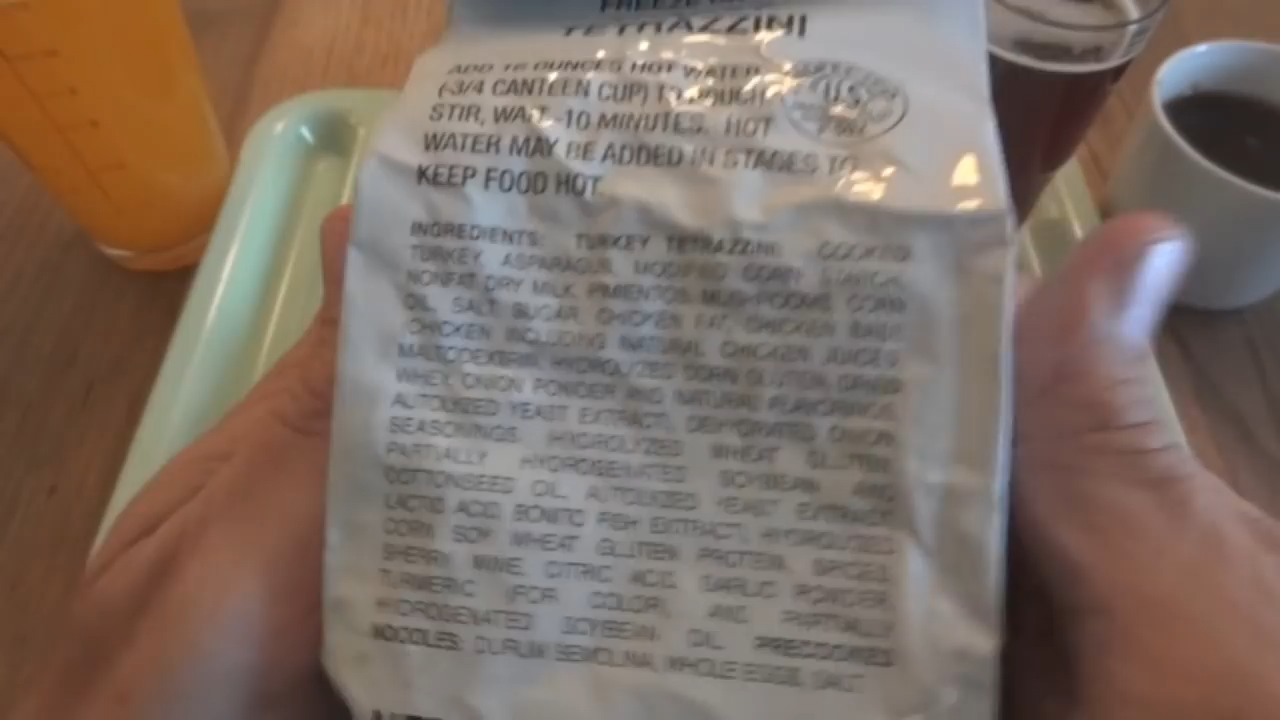 FREEZE
TETRAZZINI
ADD 16 OUNCES HOT WATER
(-3/4 CANTEEN CUP) TO POUCH
STIR, WAIT -10 MINUTES. HOT
WATER MAY BE ADDED IN STAGES TO
KEEP FOOD HOT.
U.S.
INGREDIENTS: TURKEY TETRAZZINI: COOKED
TURKEY, ASPARAGUS, MODIFIED CORN STARCH,
NONFAT DRY MILK, PIMIENTOS, MUSHROOMS, CORN
OIL, SALT, SUGAR, CHICKEN FAT, CHICKEN BASE
CHICKEN INCLUDING NATURAL CHICKEN JUICES
MALTODEXTRIN, HYDROLYZED CORN GLUTEN, DRIED
WHEY, ONION POWDER AND NATURAL FLAVORINGS,
AUTOLYZED YEAST EXTRACT, DEHYDRATED ONION
SEASONINGS HYDROLYZED WHEAT GLUTEN,
PARTIALLY HYDROGENATED SOYBEAN AND
COTTONSEED OIL, AUTOLYZED YEAST EXTRACT,
LACTIC ACID, BONITO FISH EXTRACT, HYDROLYZED
CORN SOY WHEAT GLUTEN PROTEIN, SPICES,
SHERRY WINE, CITRIC ACID, GARLIC POWDER,
TURMERIC (FOR COLOR), AND PARTIALLY
HYDROGENATED SOYBEAN OIL. PRECOOKED
NOODLES: DURUM SEMOLINA, WHOLE EGGS, SALT